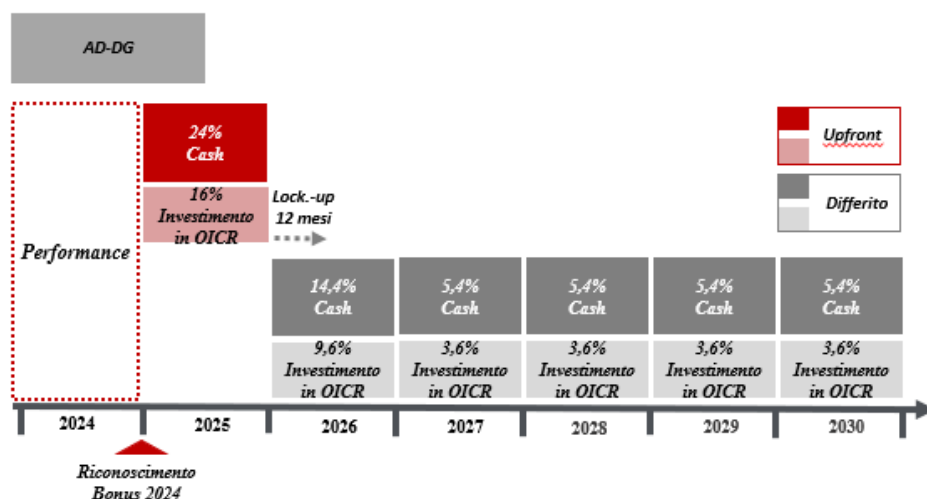 AD-DG
24%
Cash
16%
Investimento
in OICR
Lock.-up
12 mesi
Upfront
Differito
Performance
14,4%
Cash
5,4%
Cash
5,4%
Cash
5,4%
Cash
5,4%
Cash
9,6%
Investimento
in OICR
3,6%
Investimento
in OICR
3,6%
Investimento
in OICR
3,6%
Investimento
in OICR
3,6%
Investimento
in OICR
2024
2025
2026
2027
2028
2029
2030
Riconoscimento
Bonus 2024